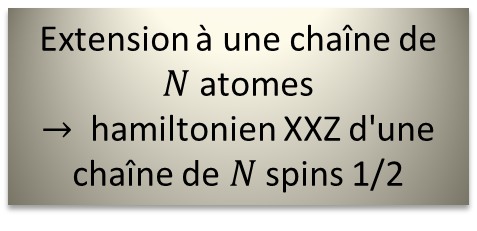 Extension à une chaîne de
N atomes
→ hamiltonien XXZ d'une
chaîne de N spins 1/2